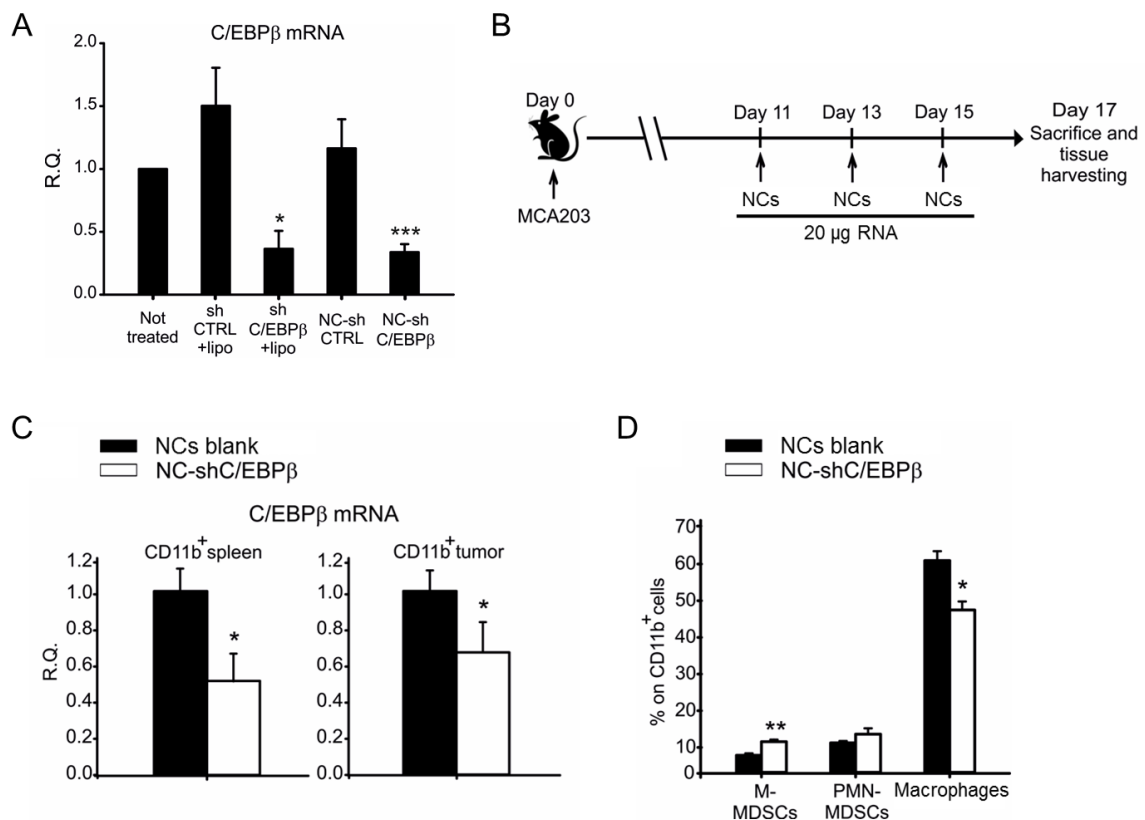 A
C/EBPβ mRNA
R.Q.
2.0
1.5
1.0
0.5
0.0
*
***
Not
treated
sh
CTRL
+lipo
sh
C/EBPβ
+lipo
NC-sh
CTRL
NC-sh
C/EBPβ
B
Day 0
MCA203
Day 11
Day 13
Day 15
NCs
NCs
NCs
20 µg RNA
Day 17
Sacrifice and
tissue
harvesting
C
NCs blank
NC-shC/EBPβ
C/EBPβ mRNA
CD11b+ spleen
R.Q.
1.2
1.0
0.8
0.6
0.4
0.0
*
CD11b+ tumor
1.2
1.0
0.8
0.6
0.4
0.0
*
D
NCs blank
NC-shC/EBPβ
% on CD11b+ cells
70
60
50
40
30
20
10
0
**
*
M-
MDSCs
PMN-
MDSCs
Macrophages